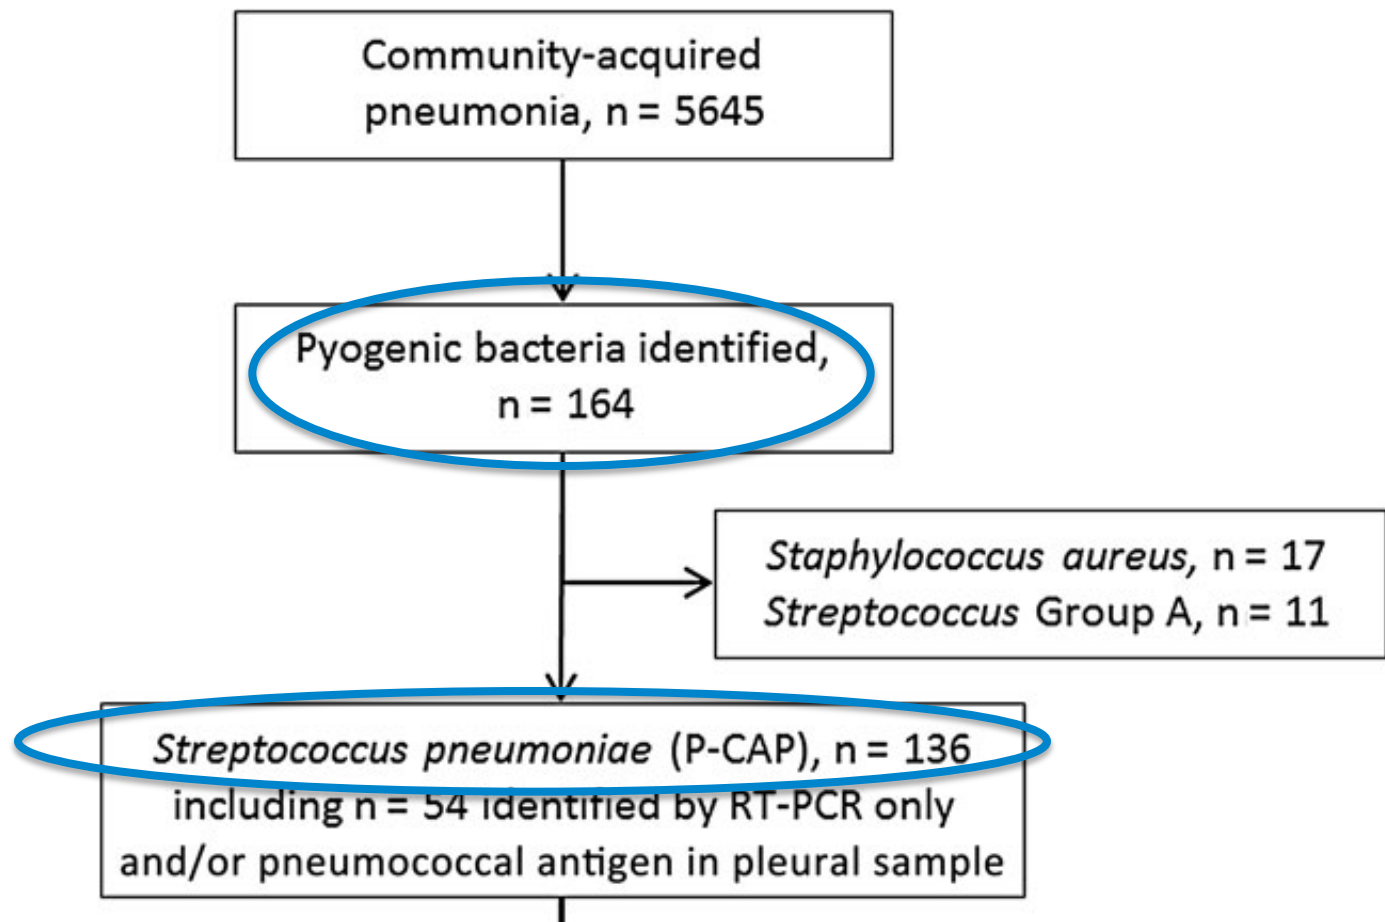 Community-acquired
pneumonia, n = 5645
Pyogenic bacteria identified,
n = 164
Staphylococcus aureus, n = 17
Streptococcus Group A, n = 11
Streptococcus pneumoniae (P-CAP), n = 136
including n = 54 identified by RT-PCR only
and/or pneumococcal antigen in pleural sample